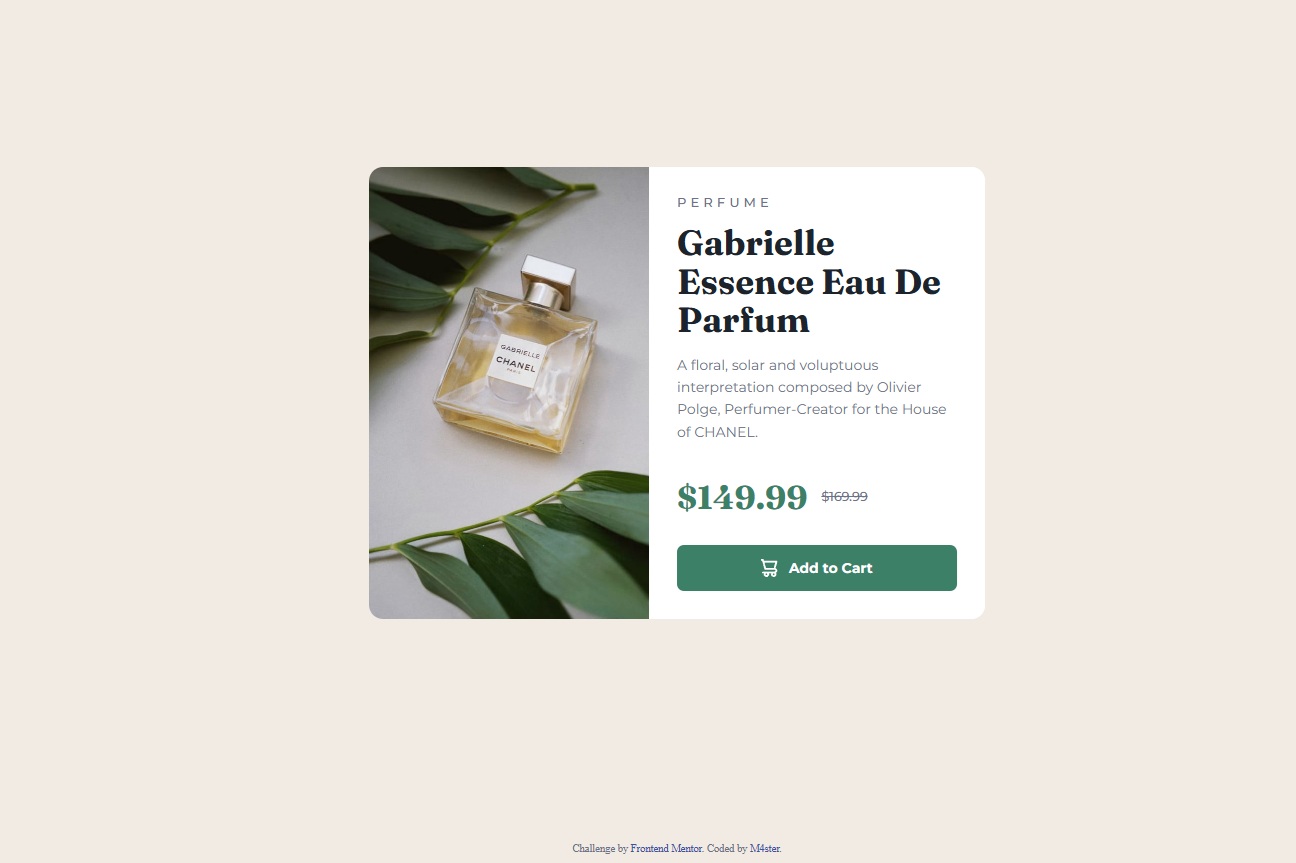 GABRIELLE
CHANEL
PARIS
PERFUME
Gabrielle
Essence Eau De
Parfum
A floral, solar and voluptuous
interpretation composed by Olivier
Polge, Perfumer-Creator for the House
of CHANEL.
$149.99 $169.99
Add to Cart
Challenge by Frontend Mentor. Coded by M4ster.